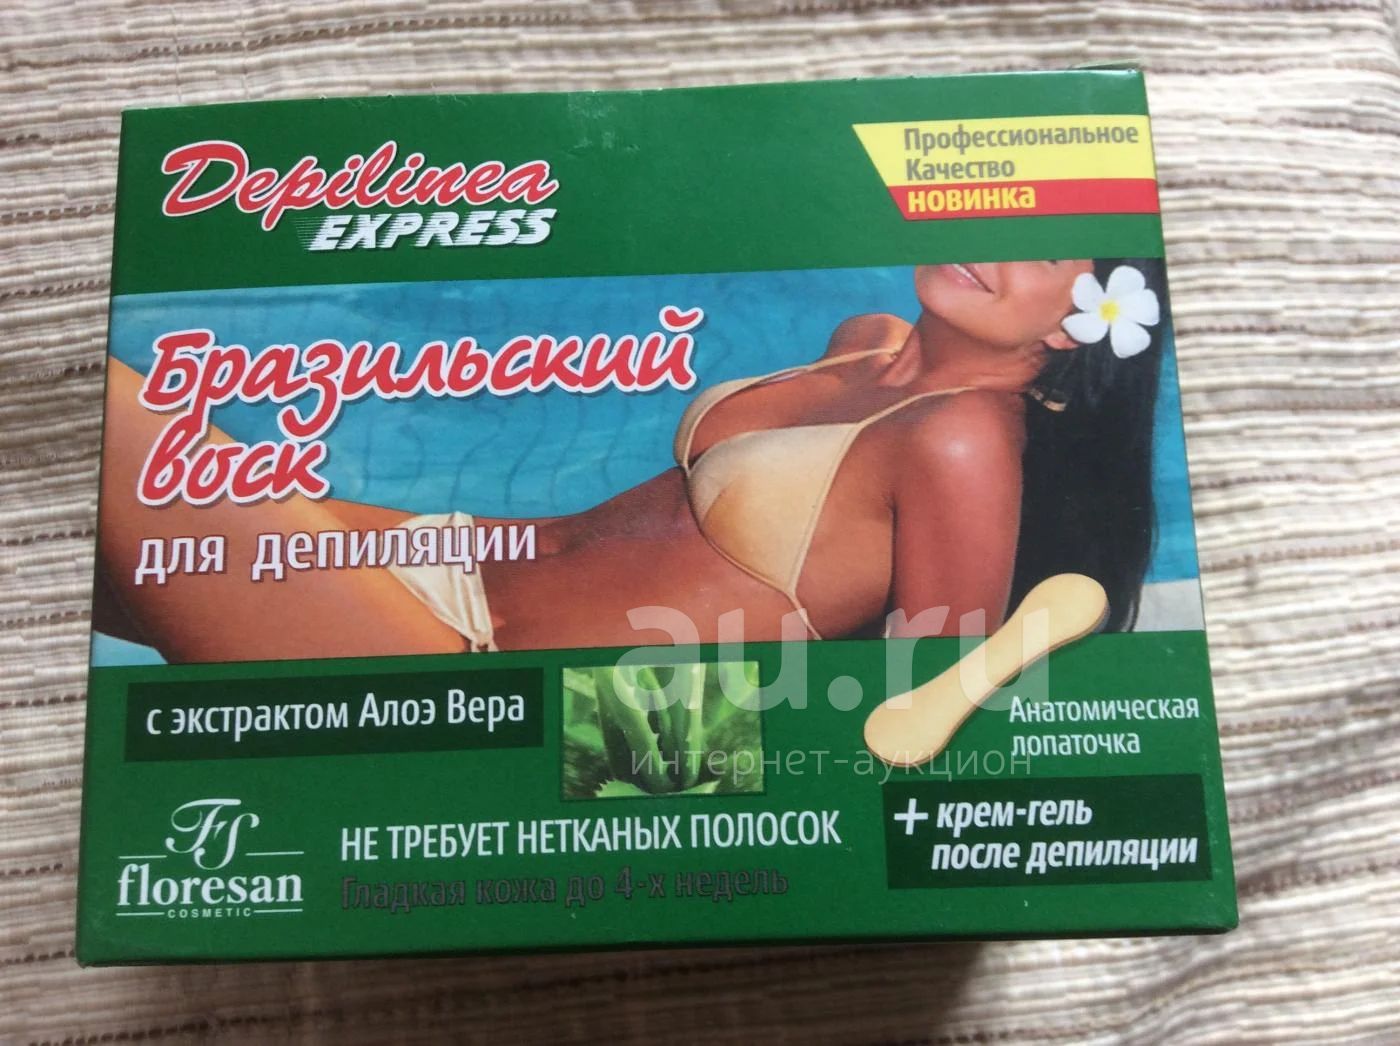 Depilinea
EXPRESS
Профессиональное
Качество
НОВИНКА
Бразильский
воск
для депиляции
с экстрактом Алоэ Вера
Анатомическая
лопаточка
+ крем-гель
после депиляции
НЕ ТРЕБУЕТ НЕТКАНЫХ ПОЛОСОК
Гладкая кожа до 4-х недель
FS
floresan
COSMETIC
au.ru
интернет-аукцион